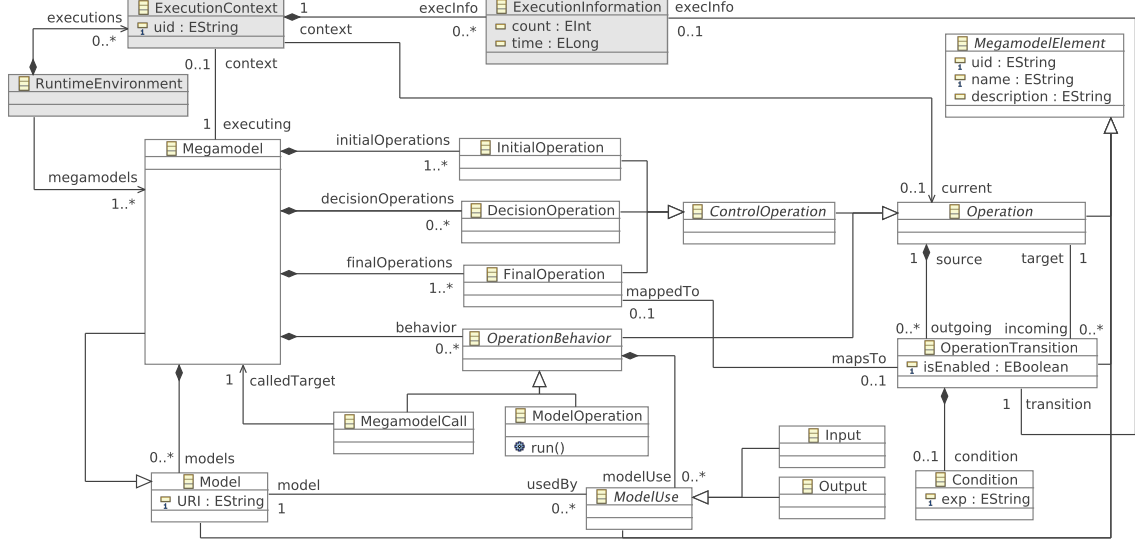 ExecutionContext
uid : EString
1
execInfo
0..*
ExecutionInformation
count : EInt
time : ELong
execInfo
0..1
executions
0..*
context
MegamodelElement
uid : EString
name : EString
description : EString
0..1
context
RuntimeEnvironment
1
executing
Megamodel
initialOperations
1..*
InitialOperation
megamodels
1..*
decisionOperations
0..*
DecisionOperation
ControlOperation
0..1
current
Operation
finalOperations
1..*
FinalOperation
1
source
target
1
mappedTo
0..1
behavior
0..*
OperationBehavior
0..*
outgoing
incoming
0..*
mapsTo
0..1
OperationTransition
isEnabled : EBoolean
1
calledTarget
MegamodelCall
ModelOperation
run()
1
transition
Input
0..*
models
0..1
condition
Model
URI : EString
model
1
usedBy
0..*
modelUse
0..*
ModelUse
Output
Condition
exp : EString